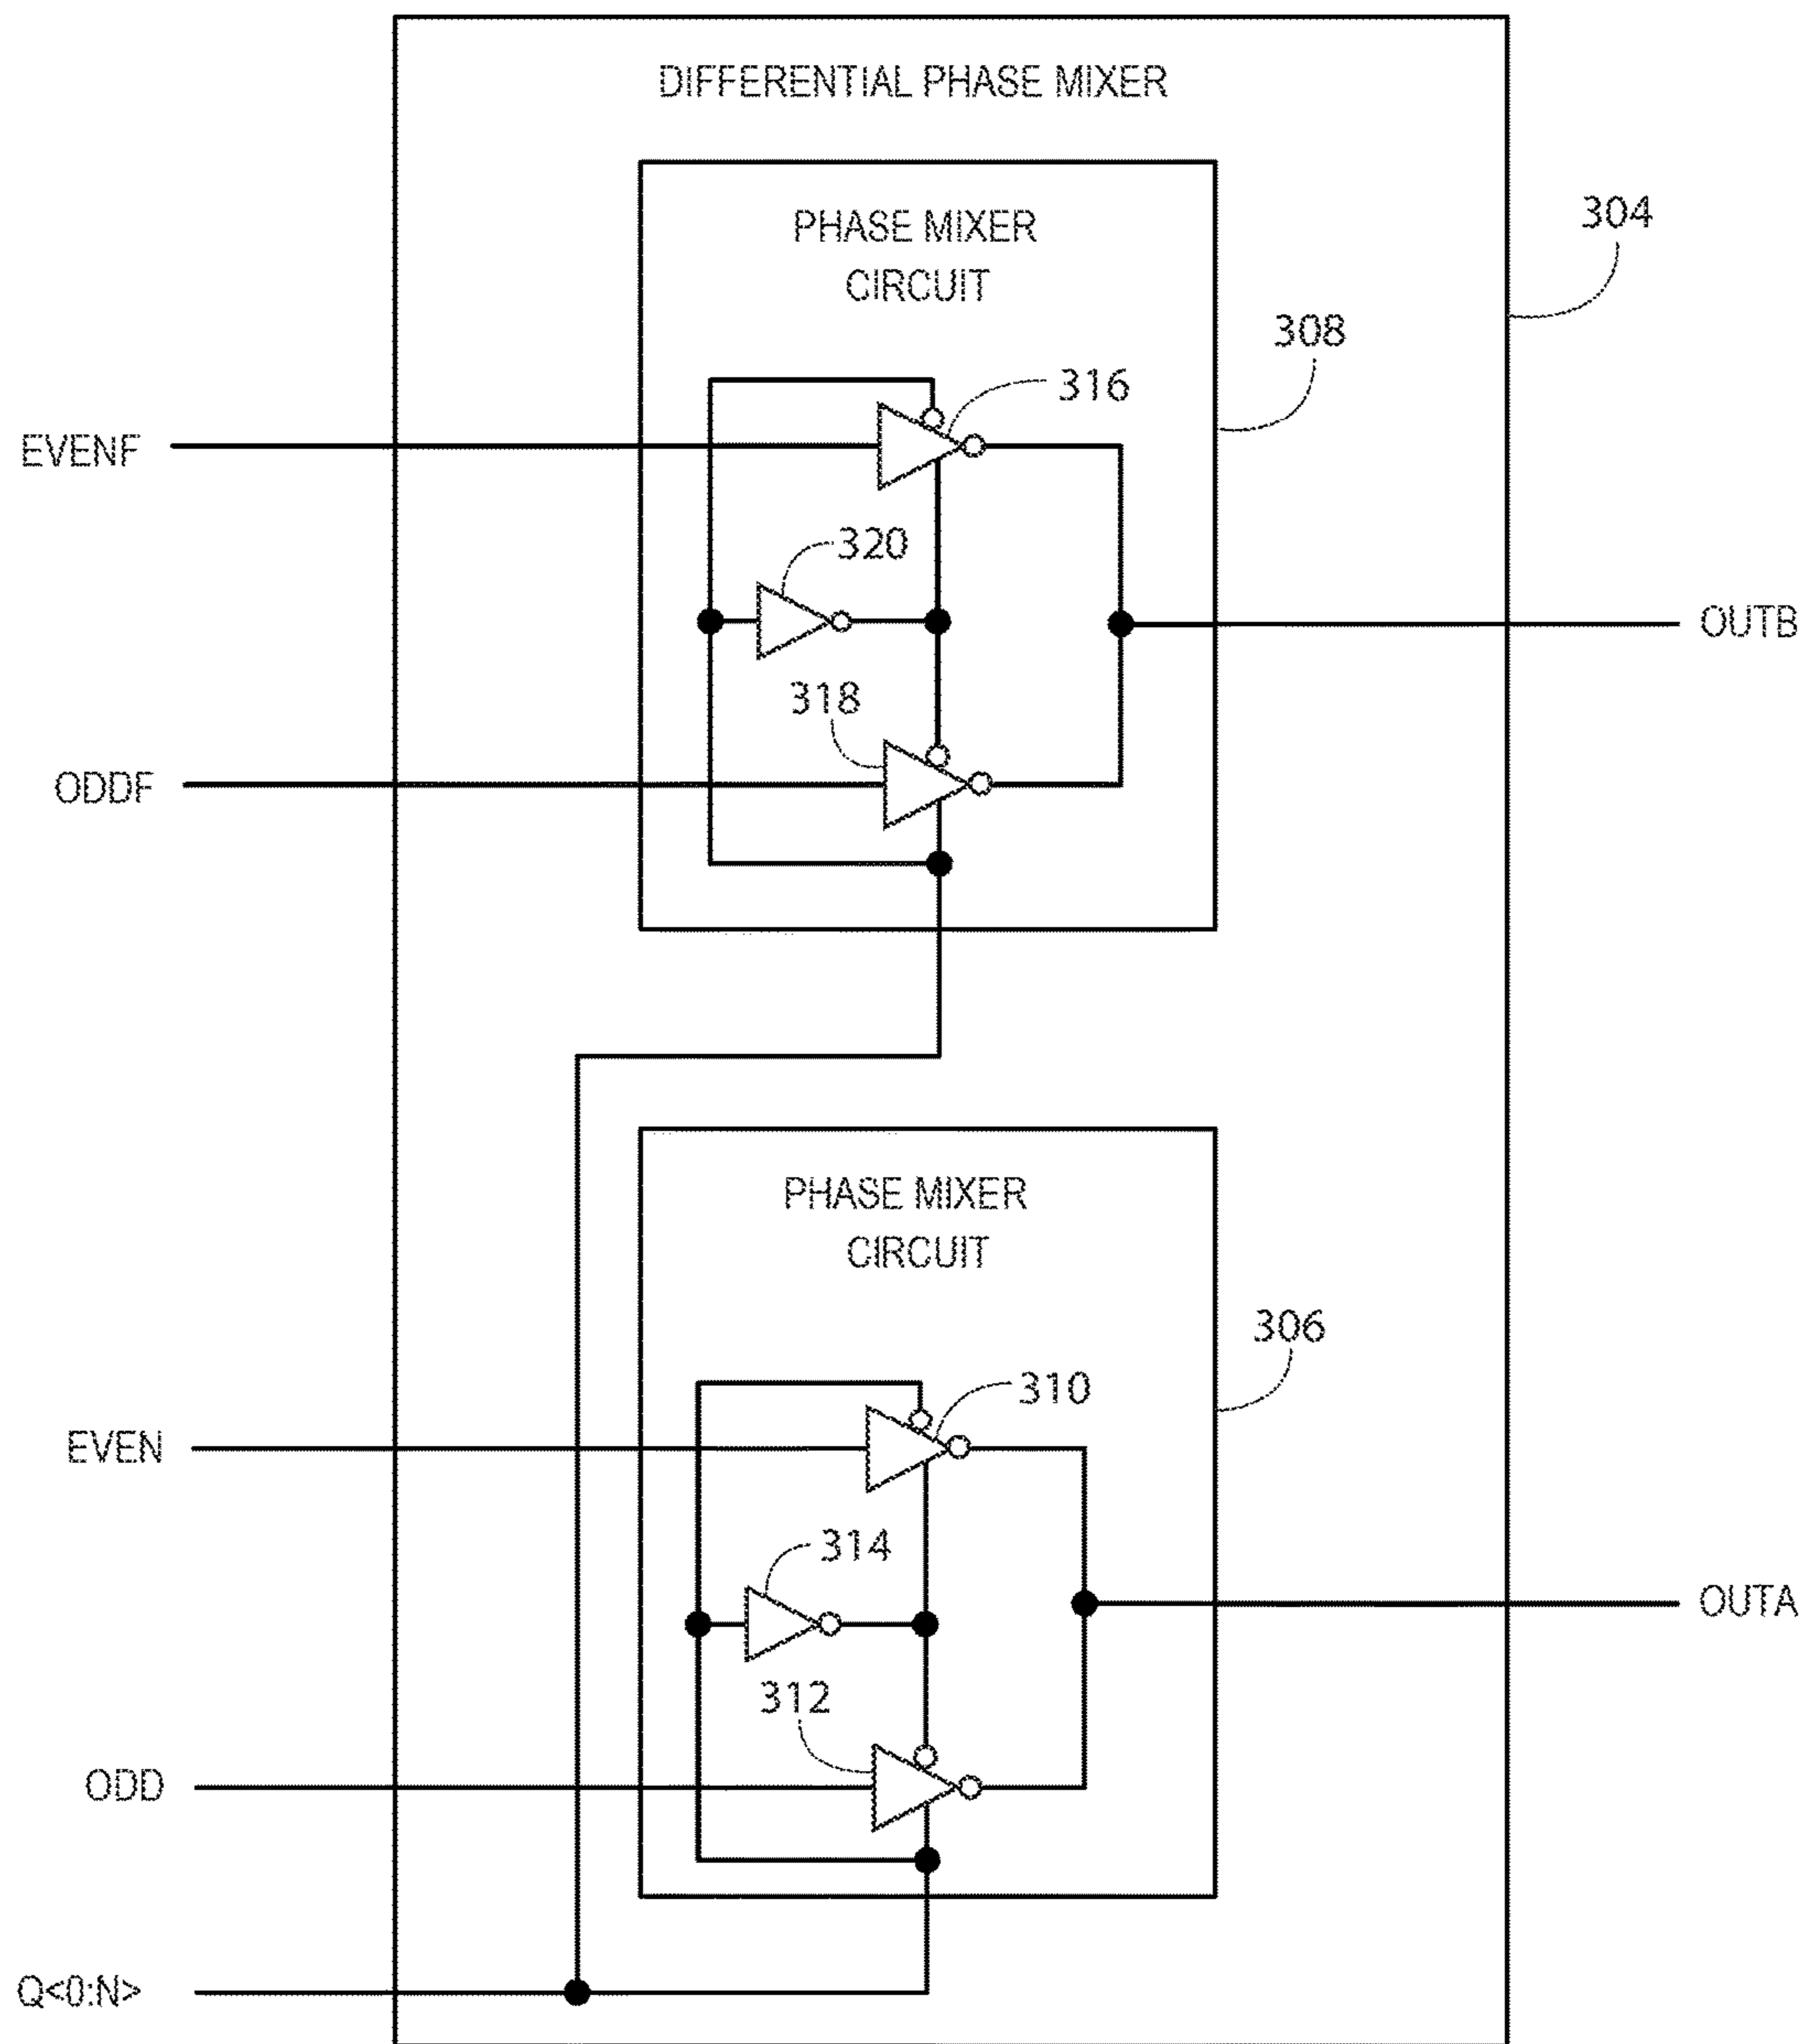 DIFFERENTIAL PHASE MIXER
304
PHASE MIXER
CIRCUIT
308
316
EVENF
320
OUTB
318
ODDF
PHASE MIXER
CIRCUIT
306
310
EVEN
314
OUTA
312
ODD
Q<0:N>